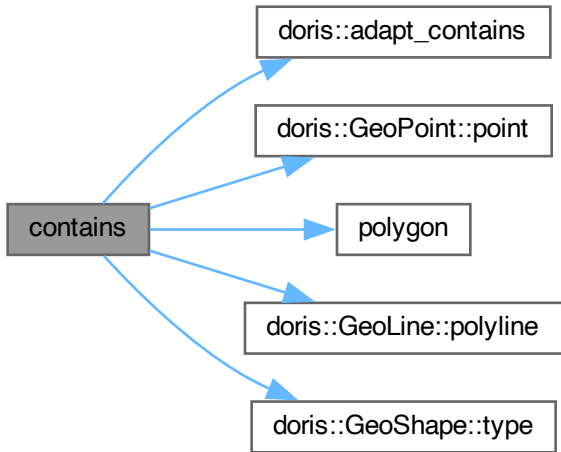 doris::adapt_contains
doris::GeoPoint::point
contains
polygon
doris::GeoLine::polyline
doris::GeoShape::type